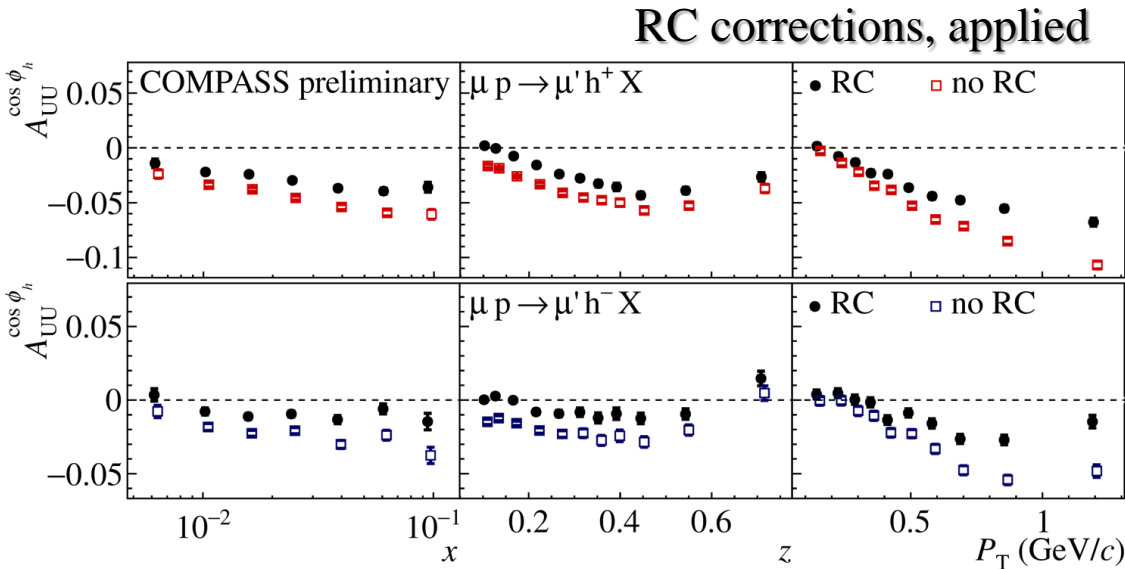 RC corrections, applied
A_UU^cos ϕ_h
0.05
0
−0.05
−0.1
COMPASS preliminary
μ p → μ' h⁺ X
RC
no RC
A_UU^cos ϕ_h
0.05
0
−0.05
μ p → μ' h⁻ X
RC
no RC
10⁻² 10⁻¹
0.2 0.4 0.6
0.5 1
x
z
P_T (GeV/c)